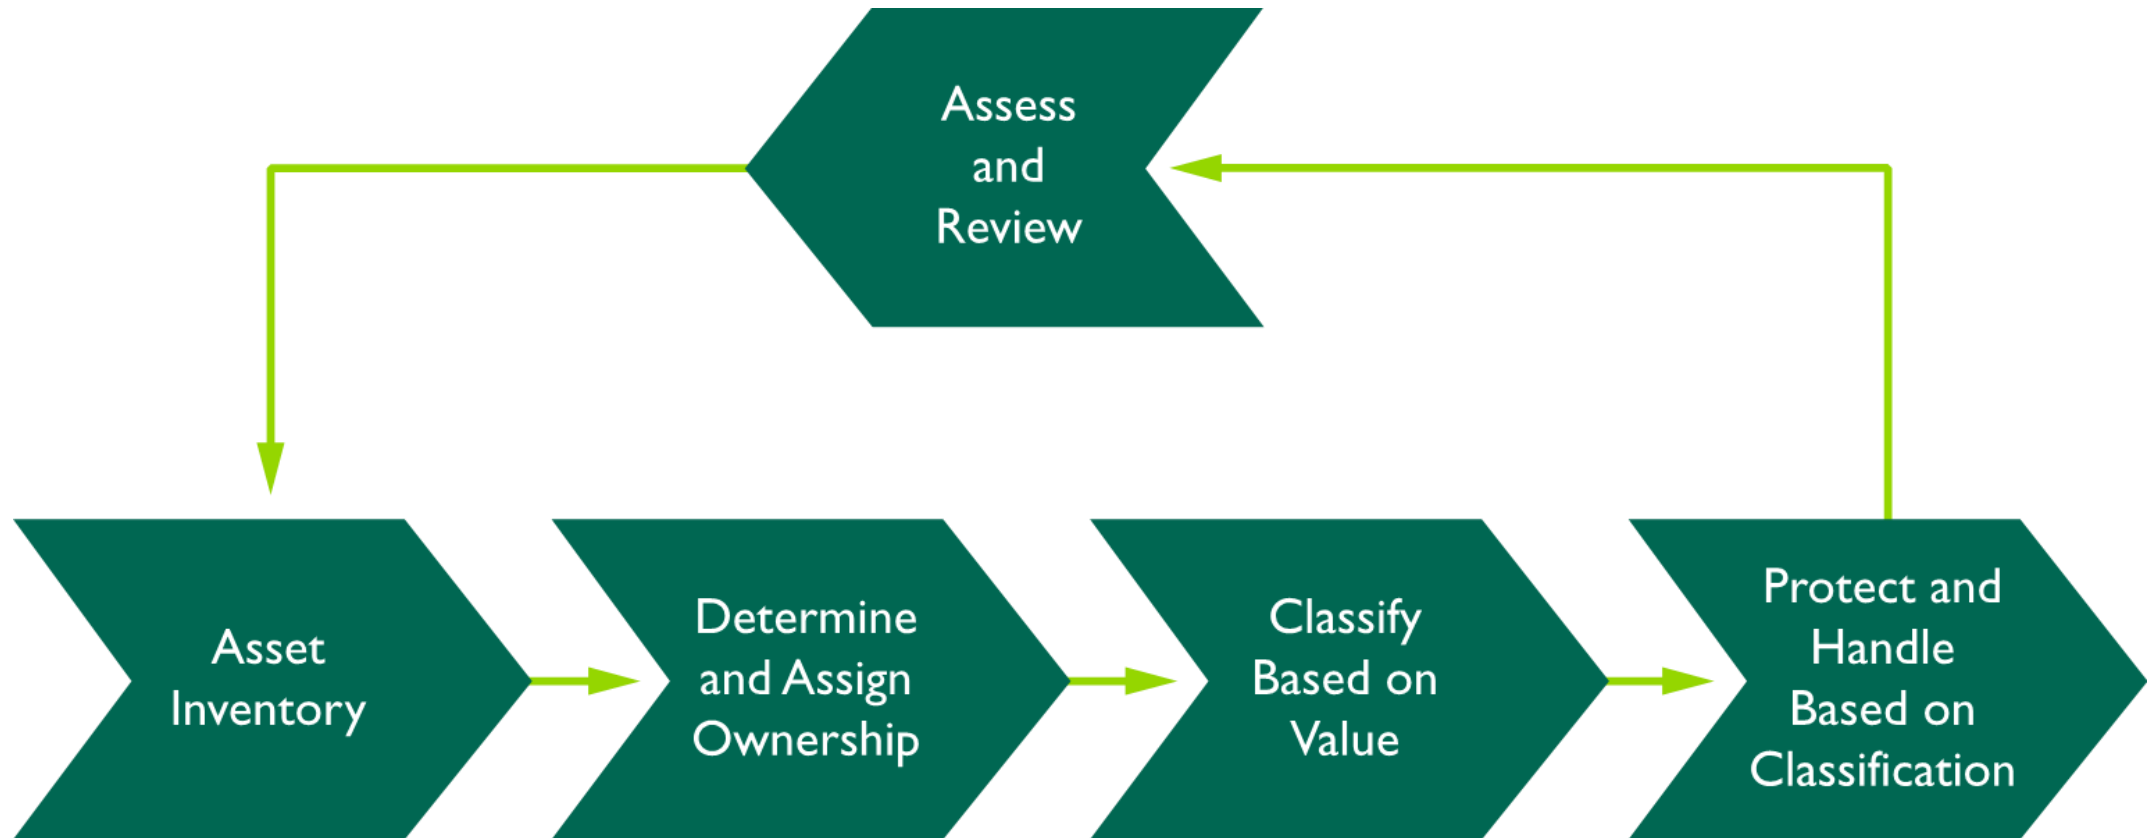 Assess
and
Review
Asset
Inventory
Determine
and Assign
Ownership
Classify
Based on
Value
Protect and
Handle
Based on
Classification